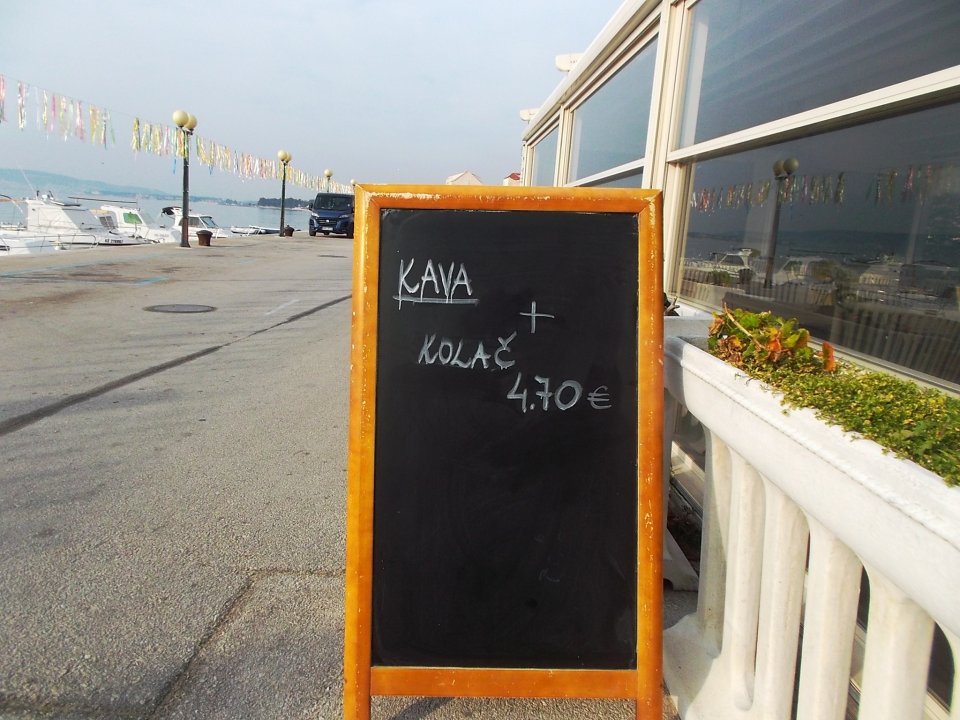 KAVA
+
KOLAČ
4.70 €